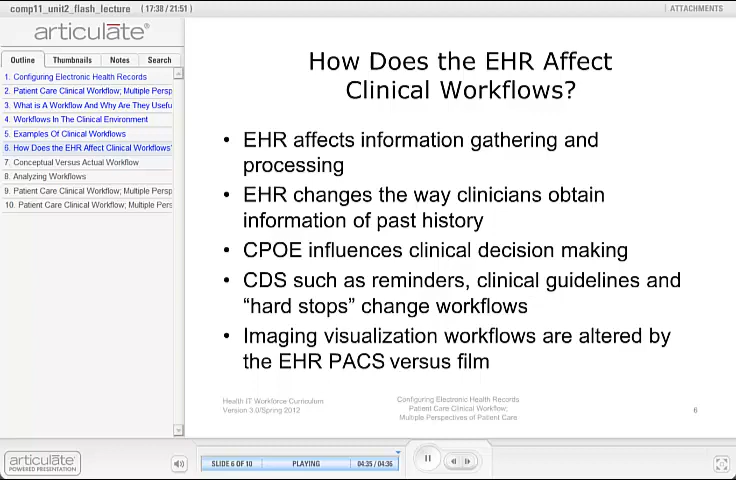 comp11_unit2_flash_lecture ( 17:38 / 21:51 )
ATTACHMENTS
articulate®
Outline Thumbnails Notes Search
1. Configuring Electronic Health Records
2. Patient Care Clinical Workflow; Multiple Persp
3. What is A Workflow And Why Are They Usefu
4. Workflows In The Clinical Environment
5. Examples Of Clinical Workflows
6. How Does the EHR Affect Clinical Workflows?
7. Conceptual Versus Actual Workflow
8. Analyzing Workflows
9. Patient Care Clinical Workflow; Multiple Persp
10. Patient Care Clinical Workflow; Multiple Pers
How Does the EHR Affect
Clinical Workflows?
• EHR affects information gathering and
processing
• EHR changes the way clinicians obtain
information of past history
• CPOE influences clinical decision making
• CDS such as reminders, clinical guidelines and
“hard stops” change workflows
• Imaging visualization workflows are altered by
the EHR PACS versus film
Health IT Workforce Curriculum
Version 3.0/Spring 2012
Configuring Electronic Health Records
Patient Care Clinical Workflow;
Multiple Perspectives of Patient Care
6
articulate®
POWERED PRESENTATION
SLIDE 6 OF 10 PLAYING 04:35 / 04:36